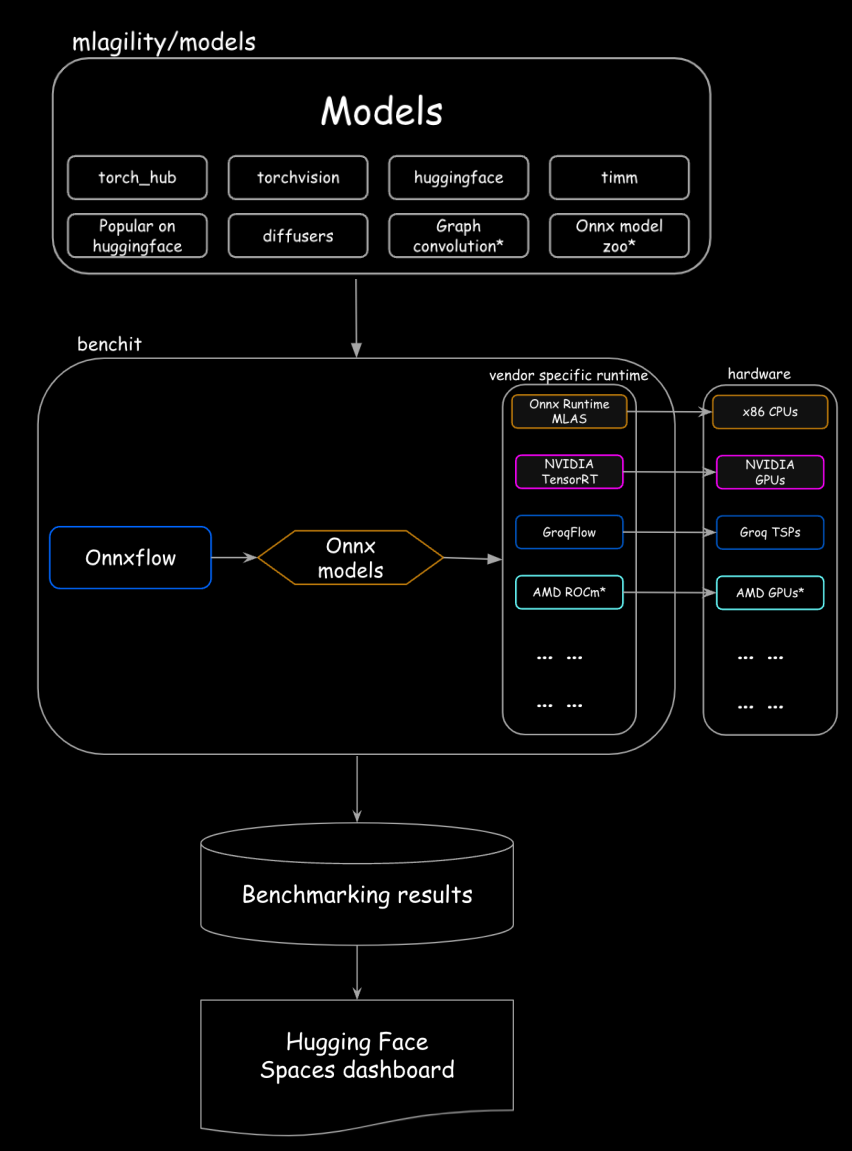 mlagility/models
Models
torch_hub
torchvision
huggingface
timm
Popular on
huggingface
diffusers
Graph
convolution*
Onnx model
zoo*
benchit
vendor specific runtime
hardware
Onnx Runtime
MLAS
x86 CPUs
NVIDIA
TensorRT
NVIDIA
GPUs
GroqFlow
Groq TSPs
Onnxflow
Onnx
models
AMD ROCm*
AMD GPUs*
... ...
... ...
... ...
... ...
Benchmarking results
Hugging Face
Spaces dashboard